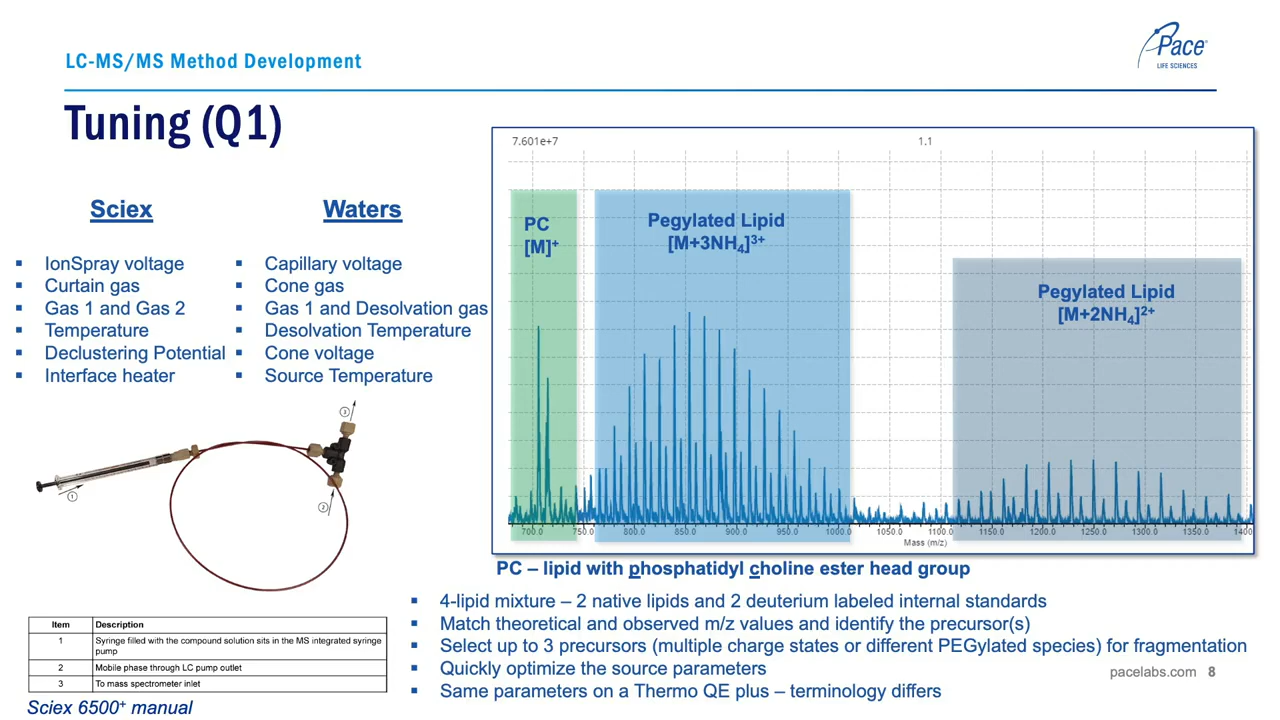 LC-MS/MS Method Development
Pace®
LIFE SCIENCES
Tuning (Q1)
Sciex
IonSpray voltage
Curtain gas
Gas 1 and Gas 2
Temperature
Declustering Potential
Interface heater
Waters
Capillary voltage
Cone gas
Gas 1 and Desolvation gas
Desolvation Temperature
Cone voltage
Source Temperature
7.601e+7
1.1
PC
[M]⁺
Pegylated Lipid
[M+3NH₄]³⁺
Pegylated Lipid
[M+2NH₄]²⁺
700.0 750.0 800.0 850.0 900.0 950.0 1000.0 1050.0 1100.0 1150.0 1200.0 1250.0 1300.0 1350.0 1400
Mass (m/z)
1
2
3
PC – lipid with phosphatidyl choline ester head group
4-lipid mixture – 2 native lipids and 2 deuterium labeled internal standards
Match theoretical and observed m/z values and identify the precursor(s)
Select up to 3 precursors (multiple charge states or different PEGylated species) for fragmentation
Quickly optimize the source parameters
Same parameters on a Thermo QE plus – terminology differs
Item Description
1 Syringe filled with the compound solution sits in the MS integrated syringe
pump
2 Mobile phase through LC pump outlet
3 To mass spectrometer inlet
Sciex 6500⁺ manual
pacelabs.com 8